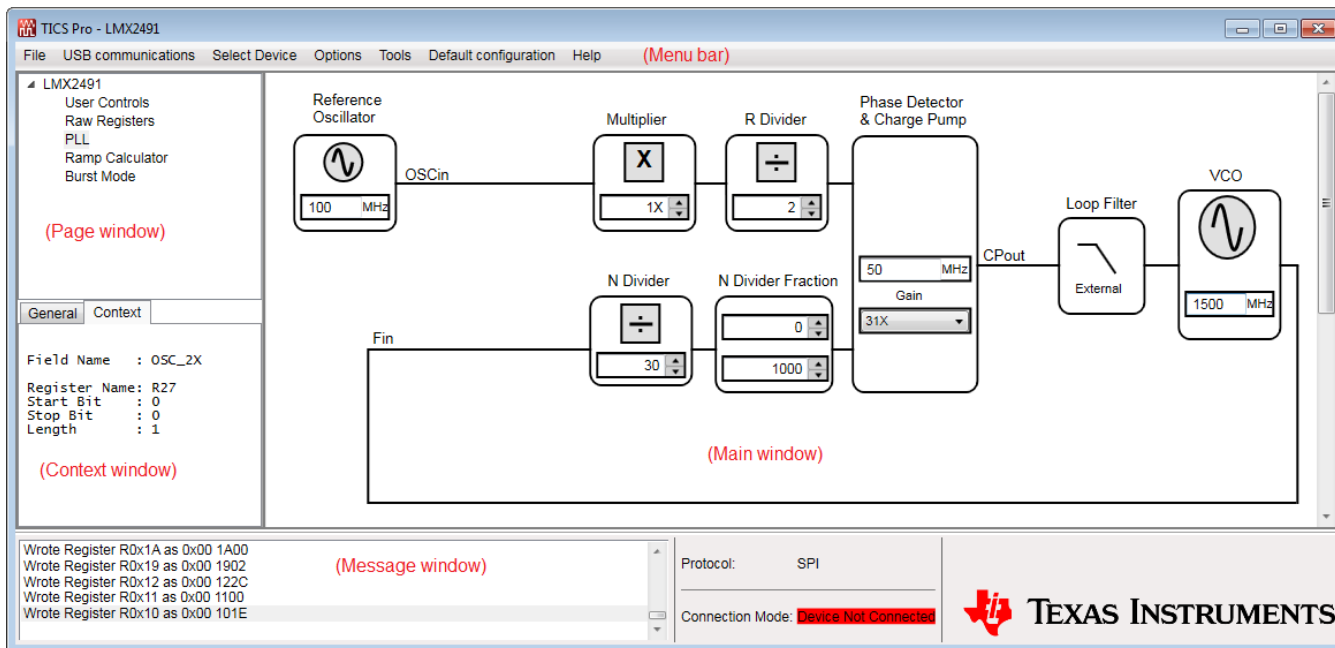 TICS Pro - LMX2491
File USB communications Select Device Options Tools Default configuration Help (Menu bar)
LMX2491
User Controls
Raw Registers
PLL
Ramp Calculator
Burst Mode
(Page window)
General Context
Field Name : OSC_2X
Register Name: R27
Start Bit : 0
Stop Bit : 0
Length : 1
(Context window)
Reference
Oscillator
100 MHz
OSCin
Multiplier
X
1X
R Divider
2
Phase Detector
& Charge Pump
50 MHz
Gain
31X
CPout
Loop Filter
External
VCO
1500 MHz
Fin
N Divider
30
N Divider Fraction
0
1000
(Main window)
Wrote Register R0x1A as 0x00 1A00
Wrote Register R0x19 as 0x00 1902
Wrote Register R0x12 as 0x00 122C
Wrote Register R0x11 as 0x00 1100
Wrote Register R0x10 as 0x00 101E
(Message window)
Protocol: SPI
Connection Mode: Device Not Connected
TEXAS INSTRUMENTS